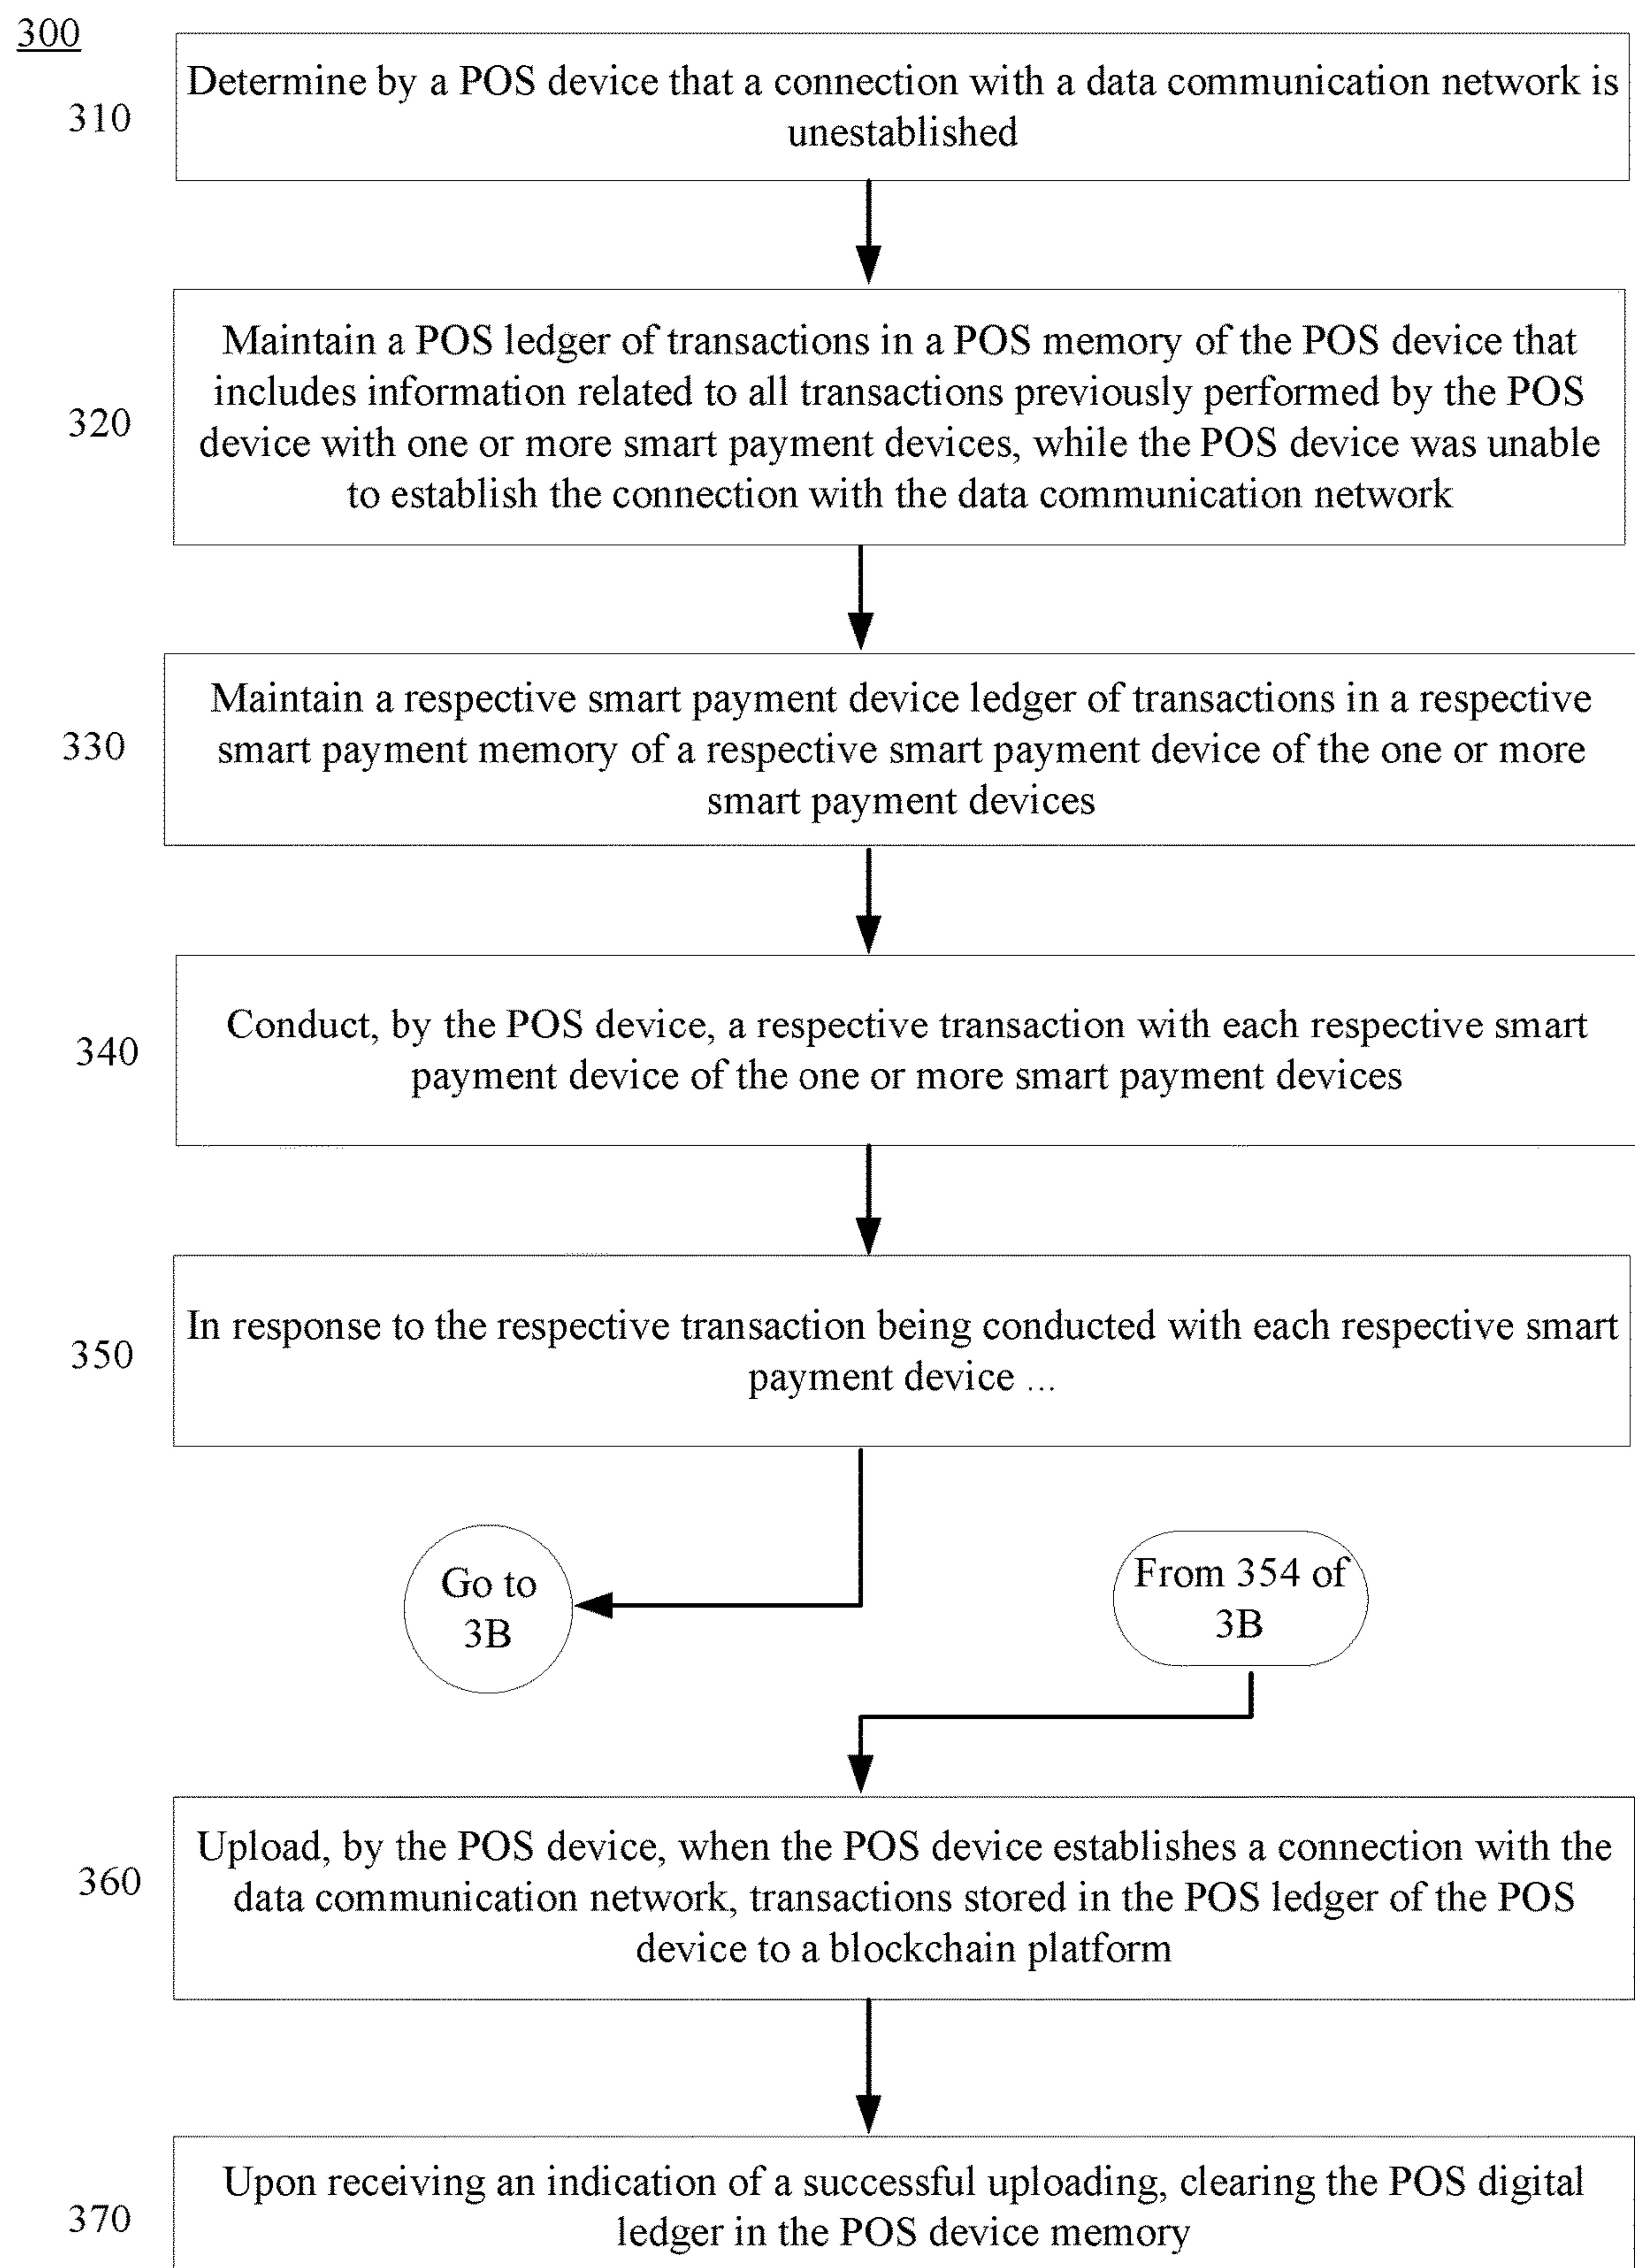 300
310
Determine by a POS device that a connection with a data communication network is
unestablished
320
Maintain a POS ledger of transactions in a POS memory of the POS device that
includes information related to all transactions previously performed by the POS
device with one or more smart payment devices, while the POS device was unable
to establish the connection with the data communication network
330
Maintain a respective smart payment device ledger of transactions in a respective
smart payment memory of a respective smart payment device of the one or more
smart payment devices
340
Conduct, by the POS device, a respective transaction with each respective smart
payment device of the one or more smart payment devices
350
In response to the respective transaction being conducted with each respective smart
payment device ...
Go to
3B
From 354 of
3B
360
Upload, by the POS device, when the POS device establishes a connection with the
data communication network, transactions stored in the POS ledger of the POS
device to a blockchain platform
370
Upon receiving an indication of a successful uploading, clearing the POS digital
ledger in the POS device memory